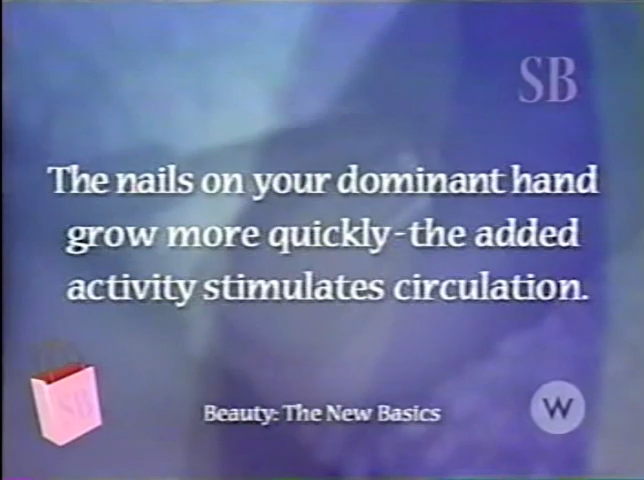 SB
The nails on your dominant hand
grow more quickly-the added
activity stimulates circulation.
SB
Beauty: The New Basics
W